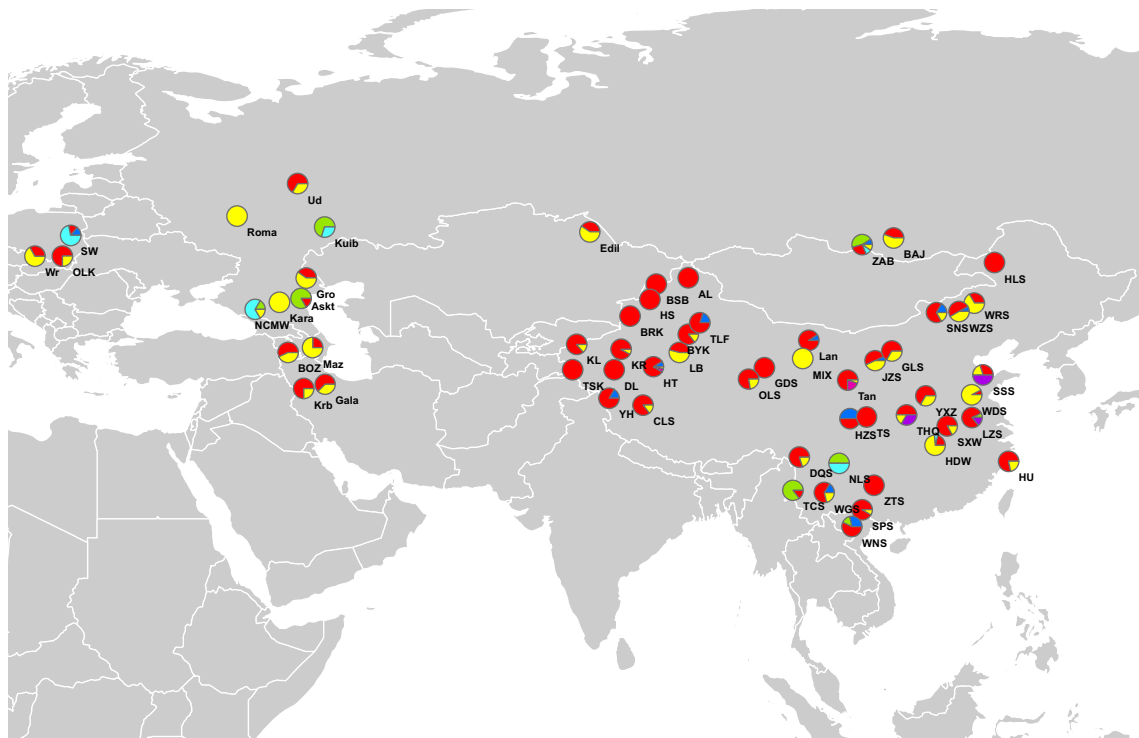 Ud
Roma
Kuib
SW
Wr
OLK
Edil
ZAB
BAJ
HLS
Gro
Askt
Kara
NCMW
AL
BSB
HS
BRK
TLF
BYK
WRS
SNS
WZS
BOZ
Maz
KL
KR
LB
Lan
MIX
GLS
JZS
TSK
DL
HT
GDS
OLS
Tan
SSS
Krb
Gala
YH
CLS
YXZ
WDS
HZS
TS
THQ
SXW
LZS
HDW
DQS
NLS
HU
TCS
WGS
ZTS
SPS
WNS